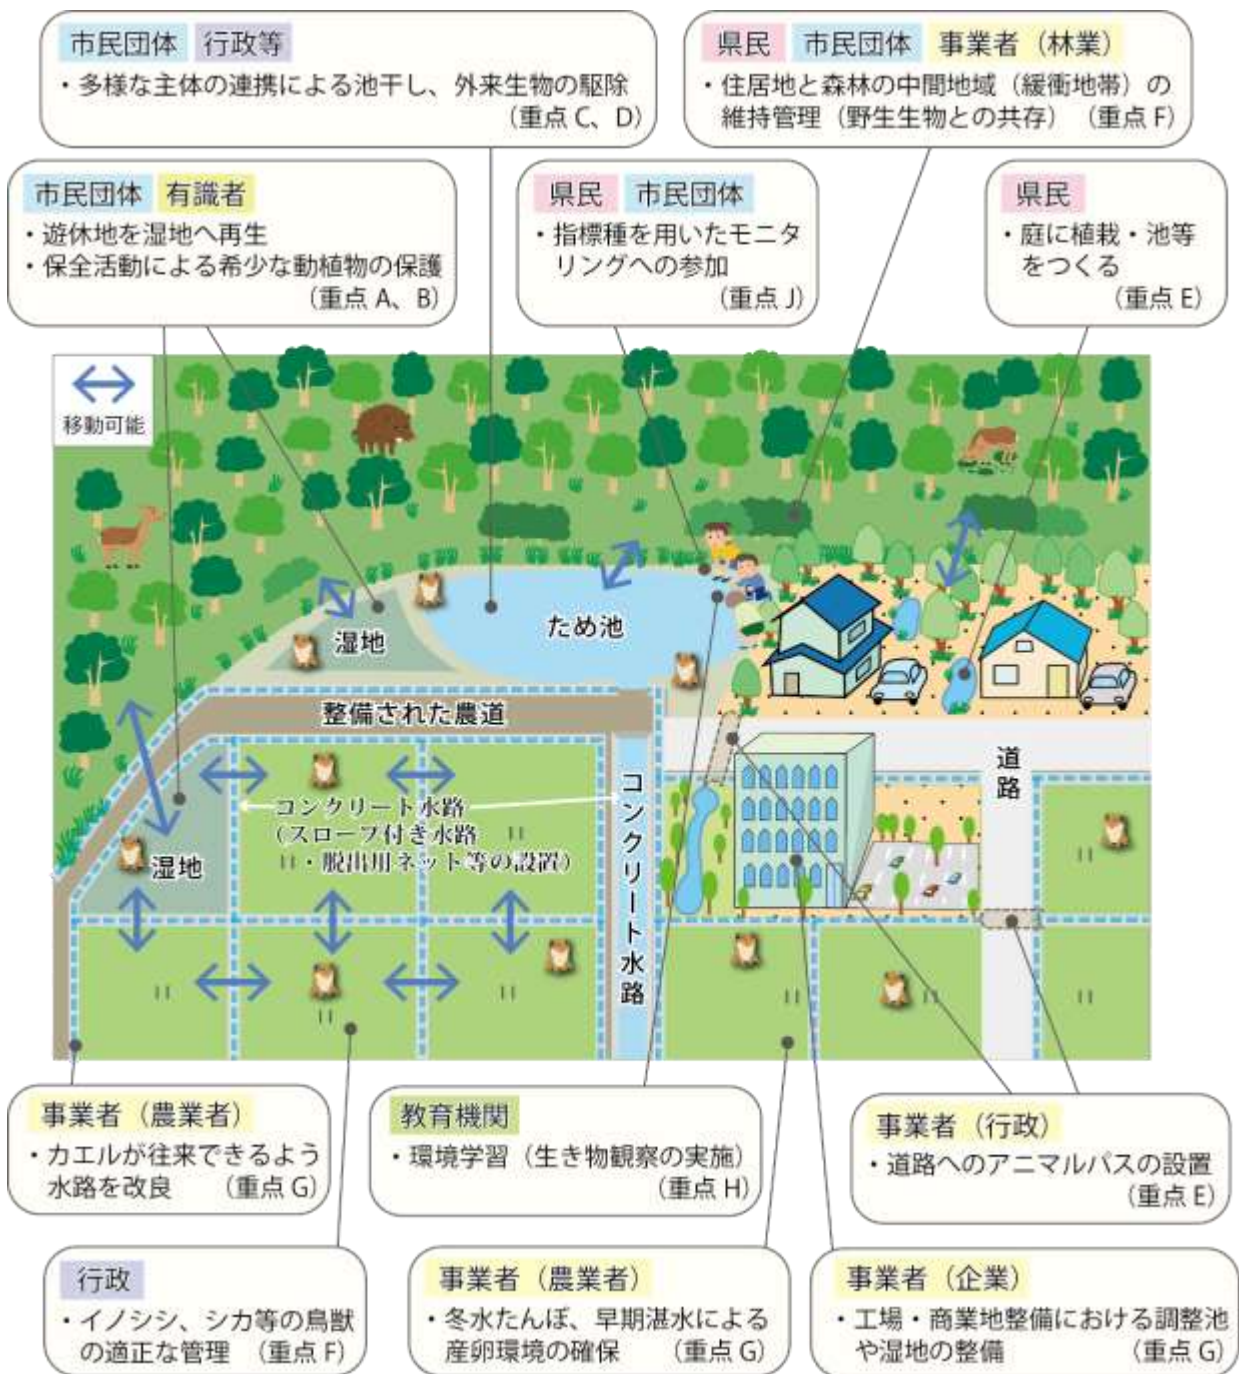 市民団体 行政等
・多様な主体の連携による池干し、外来生物の駆除
（重点 C、D）
県民 市民団体 事業者（林業）
・住居地と森林の中間地域（緩衝地帯）の
維持管理（野生生物との共存）（重点 F）
市民団体 有識者
・遊休地を湿地へ再生
・保全活動による希少な動植物の保護
（重点 A、B）
県民 市民団体
・指標種を用いたモニタ
リングへの参加
（重点 J）
県民
・庭に植栽・池等
をつくる
（重点 E）
移動可能
湿地
ため池
整備された農道
コンクリート水路
（スロープ付き水路
・脱出用ネット等の設置）
湿地
コンクリート水路
道路
事業者（農業者）
・カエルが往来できるよう
水路を改良 （重点 G）
教育機関
・環境学習（生き物観察の実施）
（重点 H）
事業者（行政）
・道路へのアニマルパスの設置
（重点 E）
行政
・イノシシ、シカ等の鳥獣
の適正な管理 （重点 F）
事業者（農業者）
・冬水たんぼ、早期湛水による
産卵環境の確保 （重点 G）
事業者（企業）
・工場・商業地整備における調整池
や湿地の整備 （重点 G）